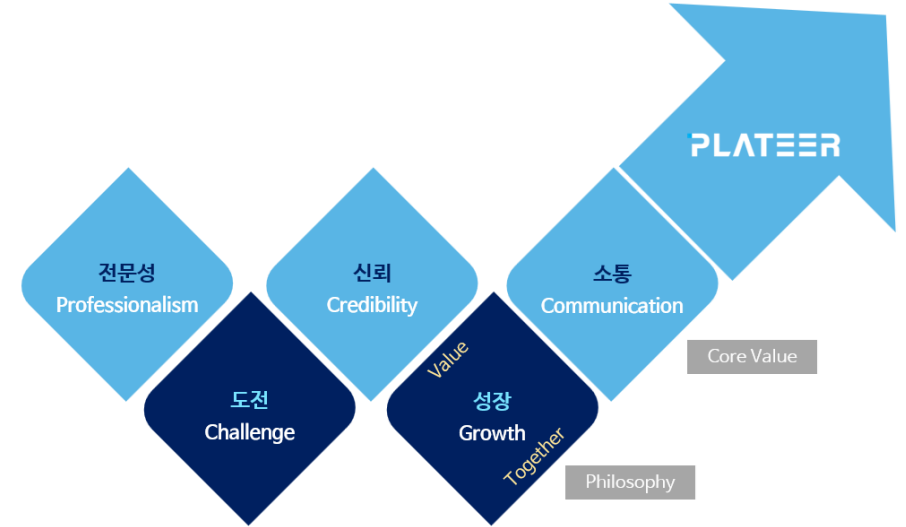 PLATEER
전문성
Professionalism
신뢰
Credibility
소통
Communication
도전
Challenge
Value
성장
Growth
Together
Core Value
Philosophy